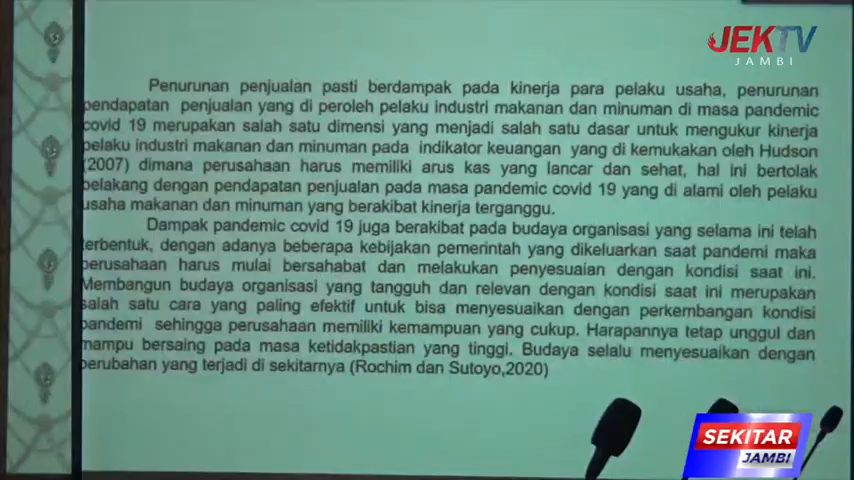 JEKTV
JAMBI
Penurunan penjualan pasti berdampak pada kinerja para pelaku usaha, penurunan
pendapatan penjualan yang di peroleh pelaku industri makanan dan minuman di masa pandemic
covid 19 merupakan salah satu dimensi yang menjadi salah satu dasar untuk mengukur kinerja
pelaku industri makanan dan minuman pada indikator keuangan yang di kemukakan oleh Hudson
(2007) dimana perusahaan harus memiliki arus kas yang lancar dan sehat, hal ini bertolak
belakang dengan pendapatan penjualan pada masa pandemic covid 19 yang di alami oleh pelaku
usaha makanan dan minuman yang berakibat kinerja terganggu.
Dampak pandemic covid 19 juga berakibat pada budaya organisasi yang selama ini telah
terbentuk, dengan adanya beberapa kebijakan pemerintah yang dikeluarkan saat pandemi maka
perusahaan harus mulai bersahabat dan melakukan penyesuaian dengan kondisi saat ini.
Membangun budaya organisasi yang tangguh dan relevan dengan kondisi saat ini merupakan
salah satu cara yang paling efektif untuk bisa menyesuaikan dengan perkembangan kondisi
pandemi sehingga perusahaan memiliki kemampuan yang cukup. Harapannya tetap unggul dan
mampu bersaing pada masa ketidakpastian yang tinggi. Budaya selalu menyesuaikan dengan
perubahan yang terjadi di sekitarnya (Rochim dan Sutoyo,2020)
SEKITAR
JAMBI